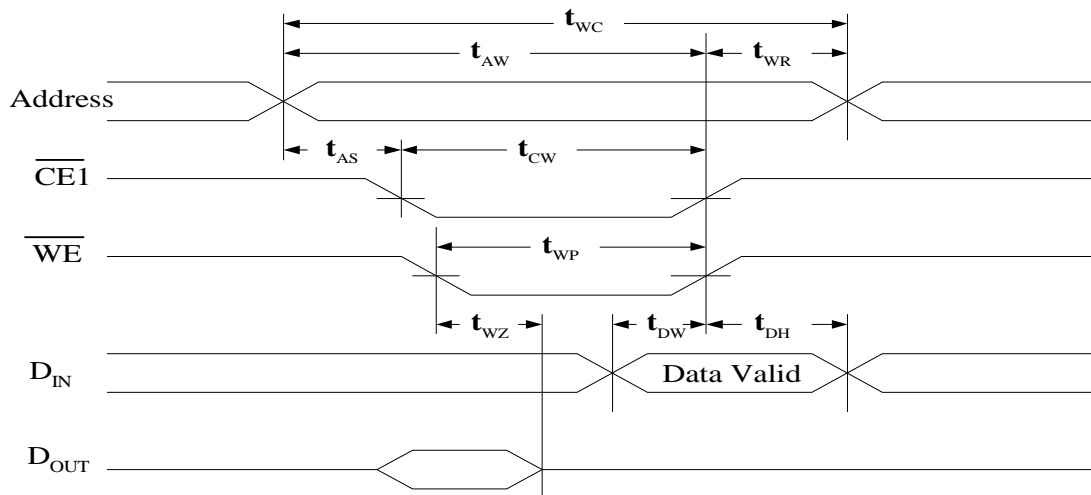 tWC
tAW tWR
Address
tAS tCW
CE1
WE
tWP
tWZ tDW tDH
DIN
Data Valid
DOUT